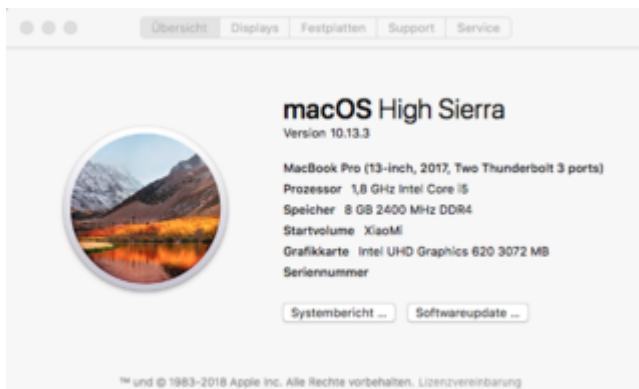 Übersicht Displays Festplatten Support Service
macOS High Sierra
Version 10.13.3
MacBook Pro (13-inch, 2017, Two Thunderbolt 3 ports)
Prozessor 1,8 GHz Intel Core i5
Speicher 8 GB 2400 MHz DDR4
Startvolume XiaoMi
Grafikkarte Intel UHD Graphics 620 3072 MB
Seriennummer
Systembericht ... Softwareupdate ...
™ und © 1983-2018 Apple Inc. Alle Rechte vorbehalten. Lizenzvereinbarung